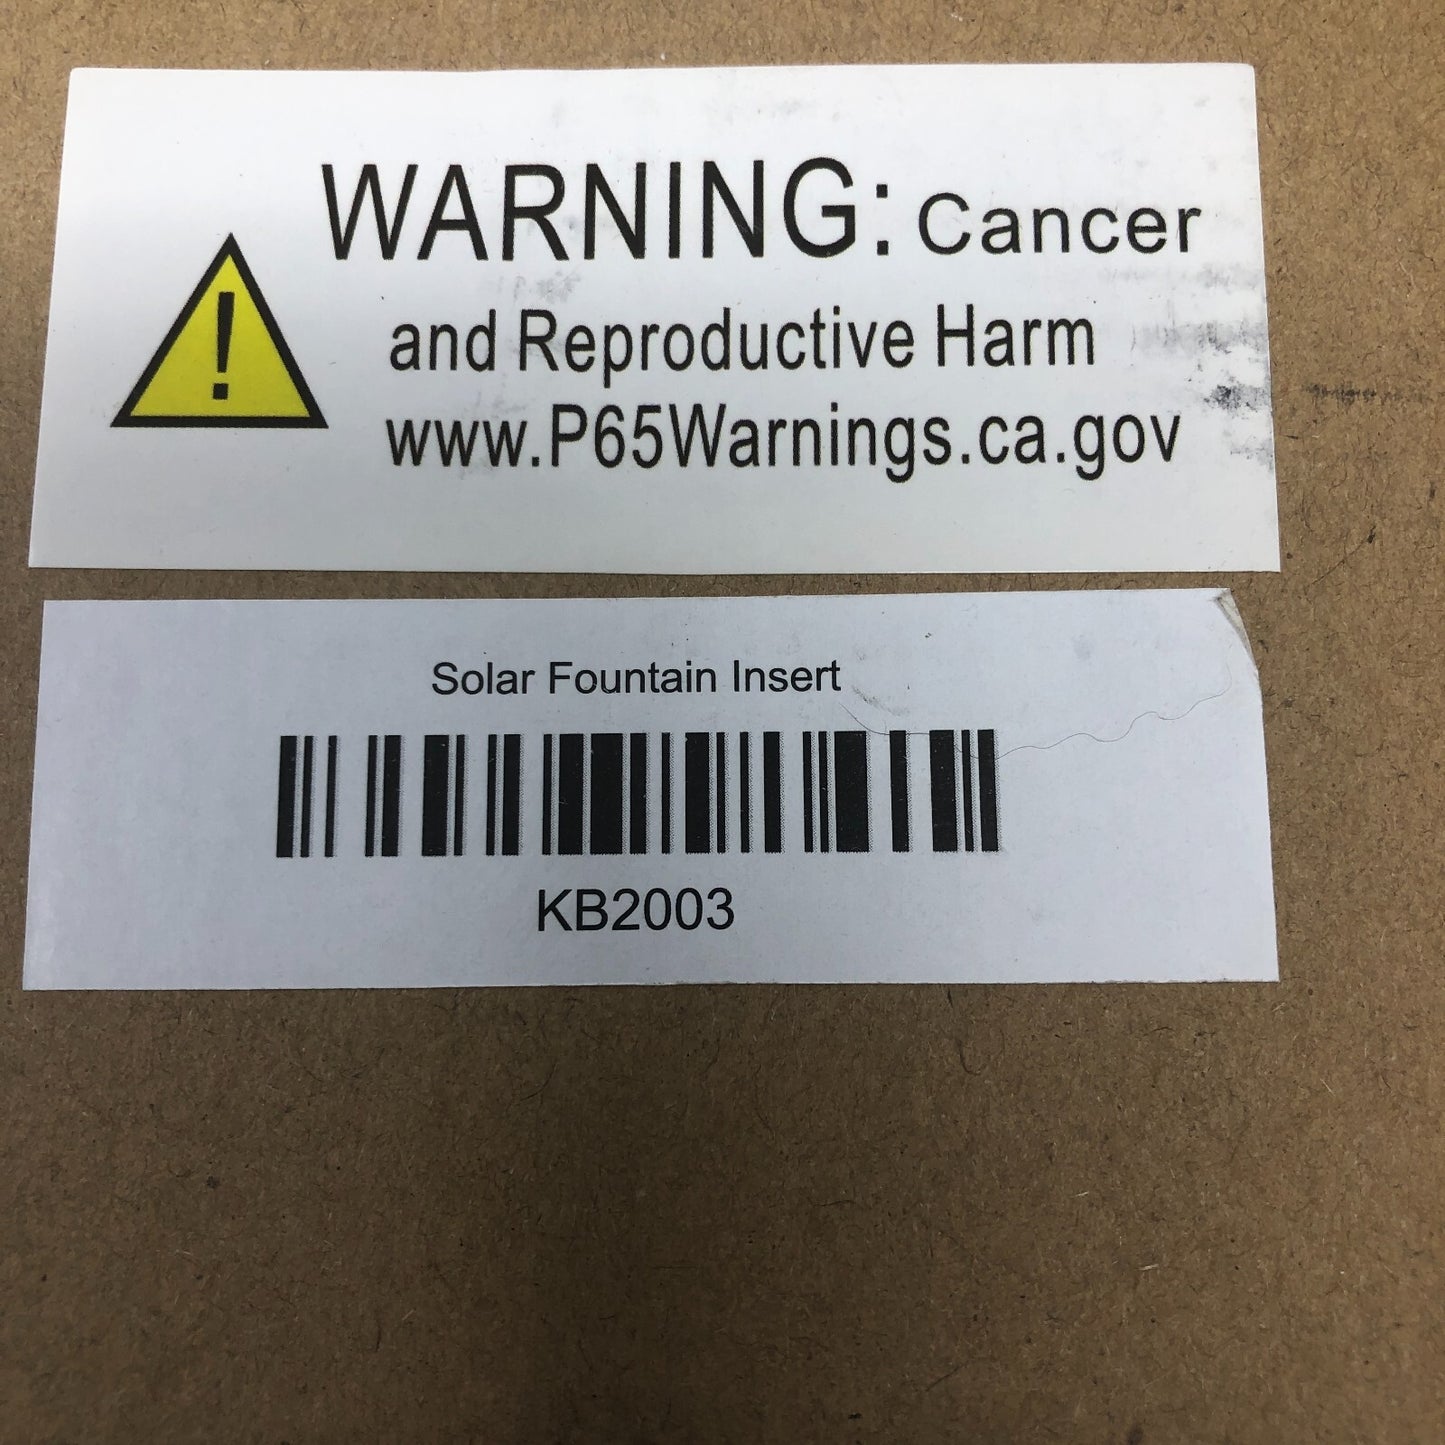 WARNING: Cancer
and Reproductive Harm
www.P65Warnings.ca.gov
Solar Fountain Insert
KB2003